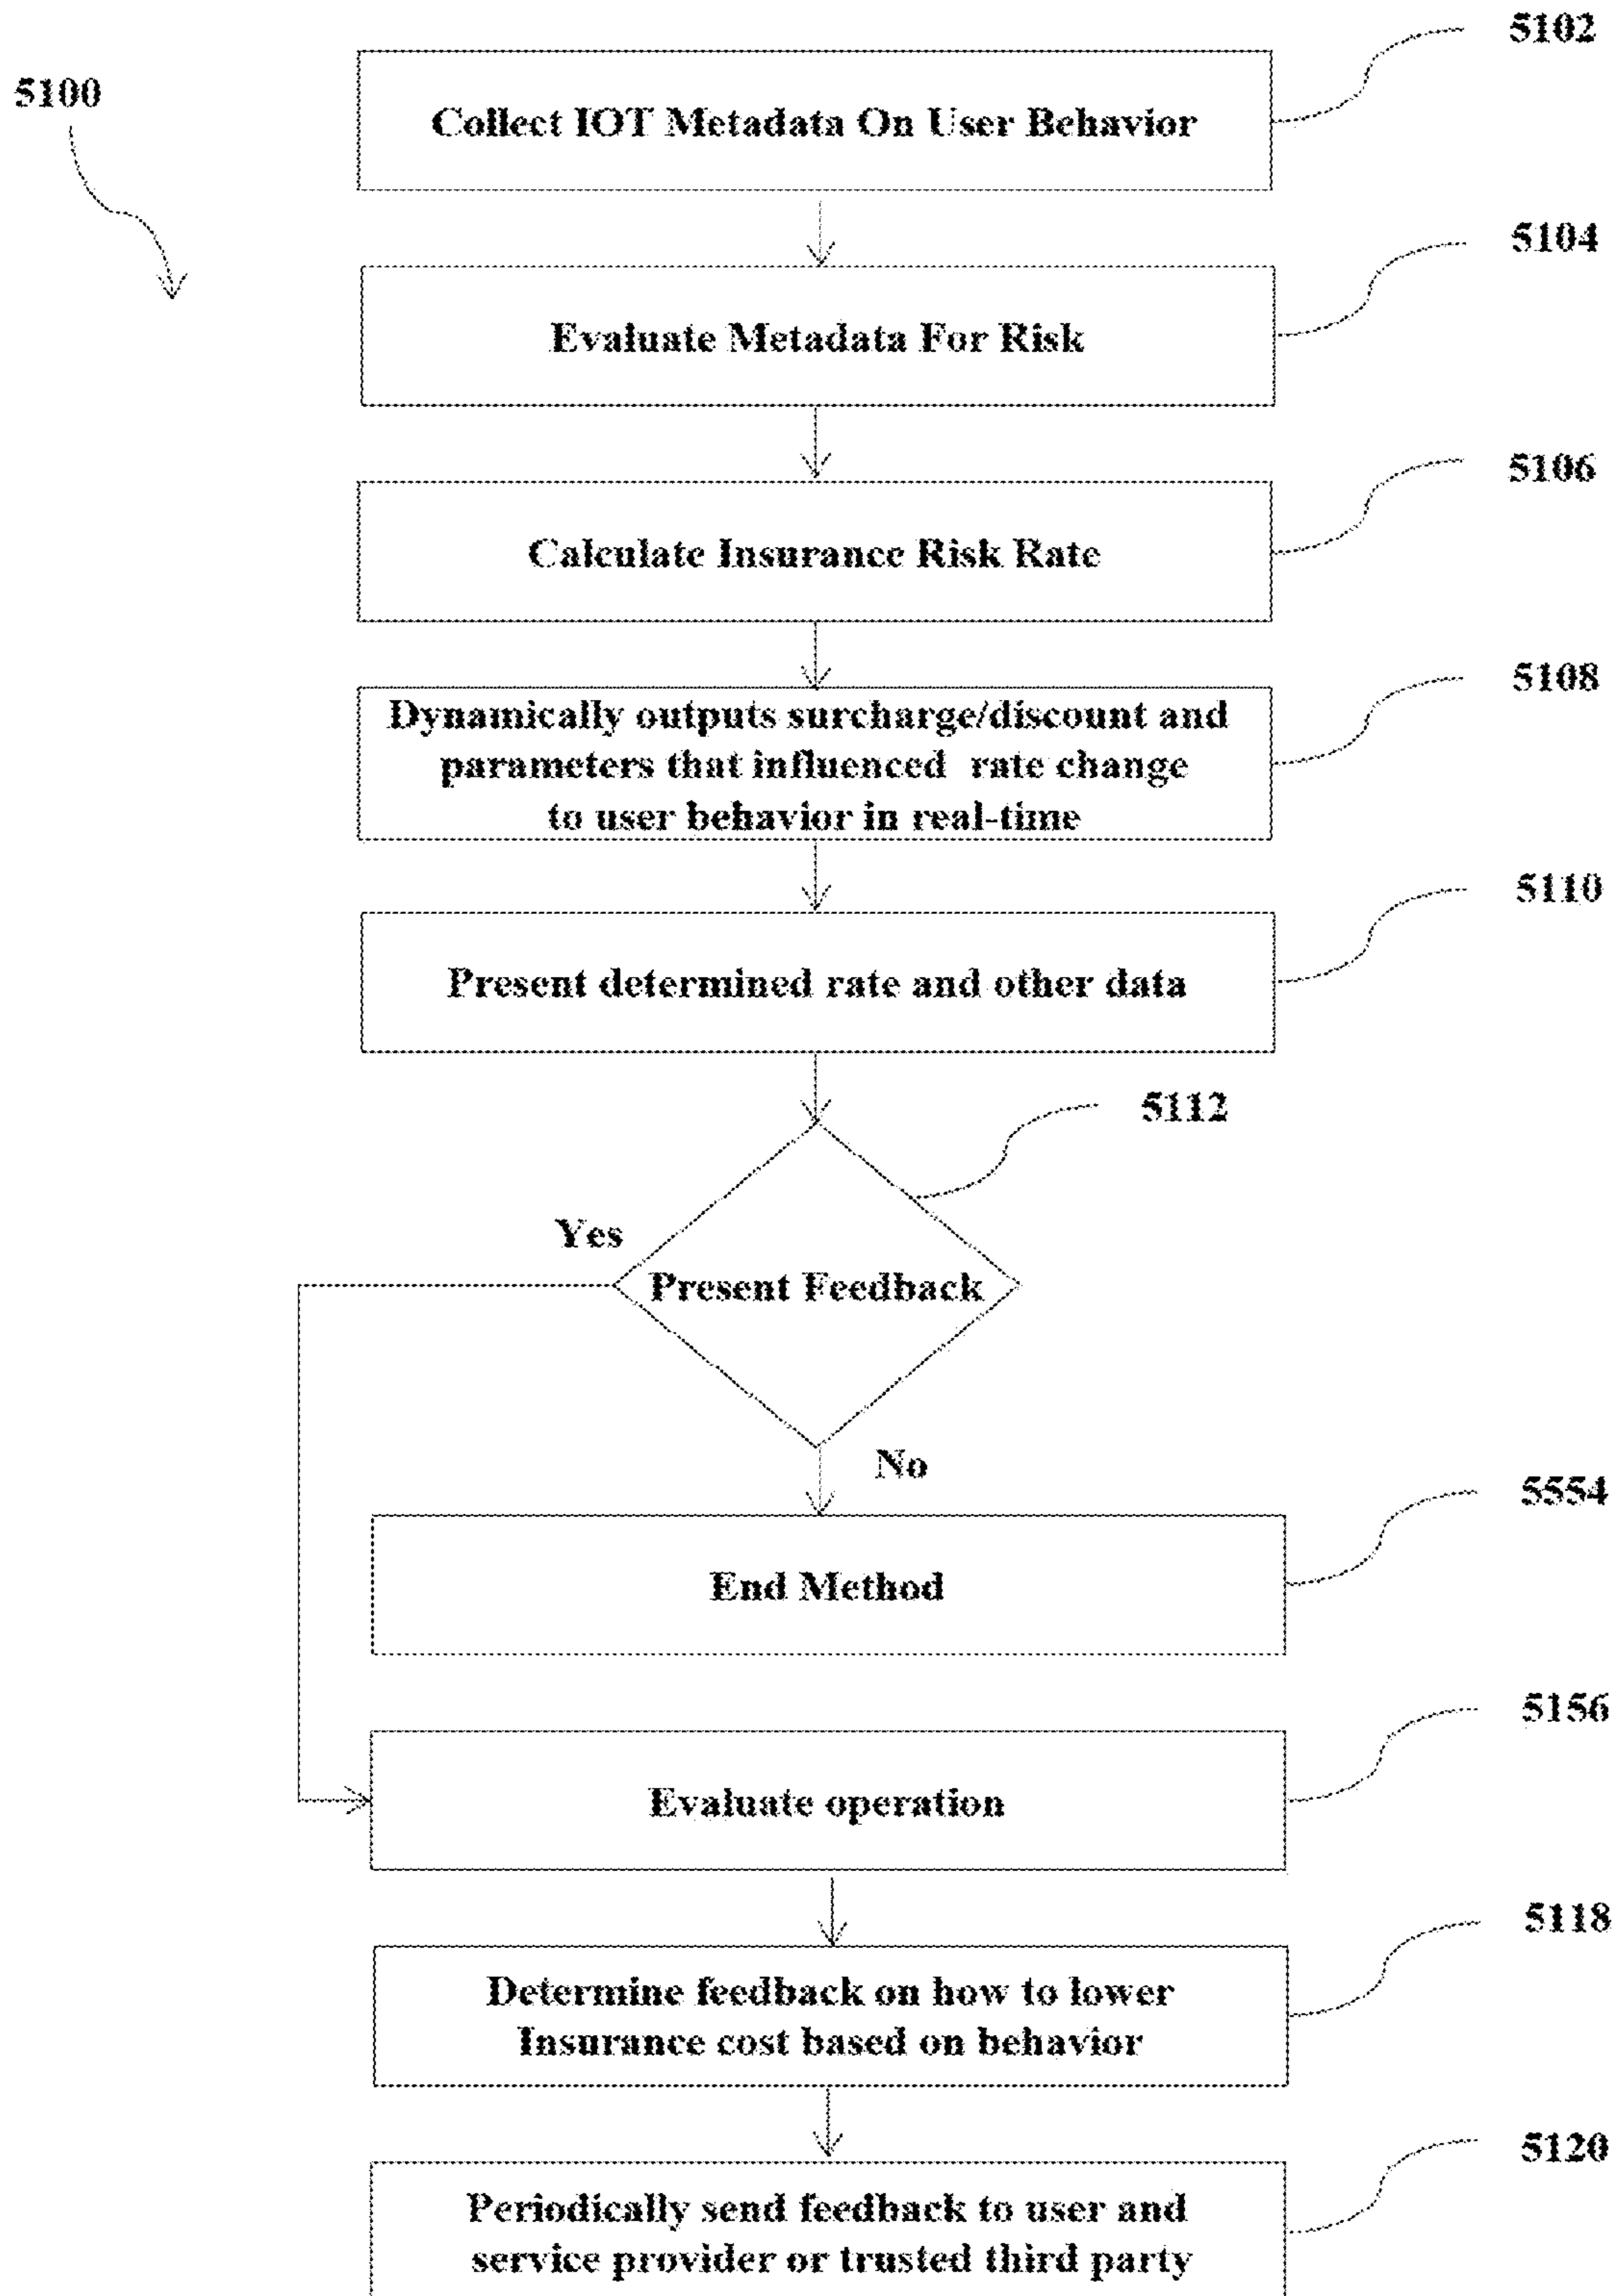 5102
5100
Collect IOT Metadata On User Behavior
5104
Evaluate Metadata For Risk
5106
Calculate Insurance Risk Rate
5108
Dynamically outputs surcharge/discount and
parameters that influenced rate change
to user behavior in real-time
5110
Present determined rate and other data
5112
Yes
Present Feedback
No
5554
End Method
5156
Evaluate operation
5118
Determine feedback on how to lower
Insurance cost based on behavior
5120
Periodically send feedback to user and
service provider or trusted third party